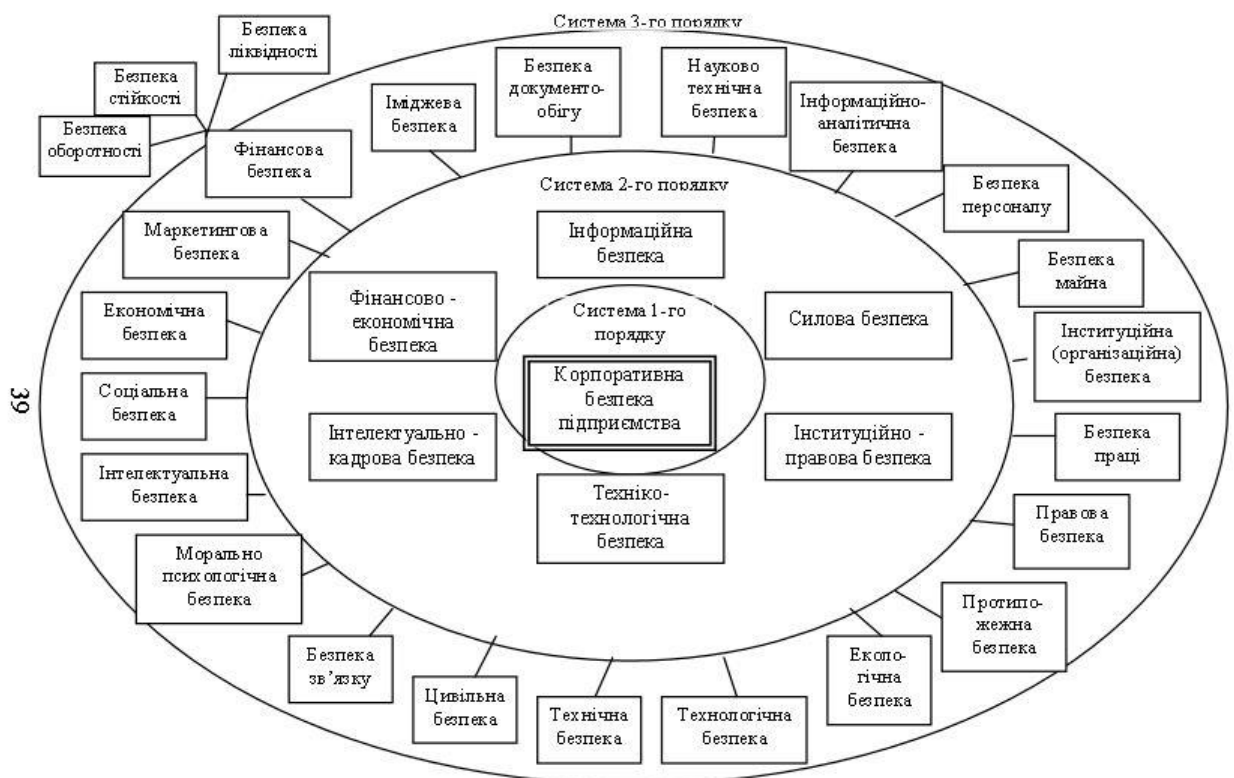 Система 3-го порядку
Безпека
ліквідності
Безпека
стійкості
Безпека
оборотності
Фінансова
безпека
Іміджева
безпека
Безпека
документо-
обігу
Науково
технічна
безпека
Інформаційно-
аналітична
безпека
Безпека
персоналу
Маркетингова
безпека
Система 2-го порядку
Інформаційна
безпека
Безпека
майна
Економічна
безпека
Фінансово -
економічна
безпека
Система 1-го
порядку
Силова безпека
Інституційна
(організаційна)
безпека
39
Соціальна
безпека
Корпоративна
безпека
підприємства
Інтелектуально -
кадрова безпека
Інституційно -
правова безпека
Безпека
праці
Інтелектуальна
безпека
Техніко-
технологічна
безпека
Правова
безпека
Морально
психологічна
безпека
Протипо-
жежна
безпека
Безпека
зв’язку
Цивільна
безпека
Технічна
безпека
Технологічна
безпека
Еколо-
гічна
безпека